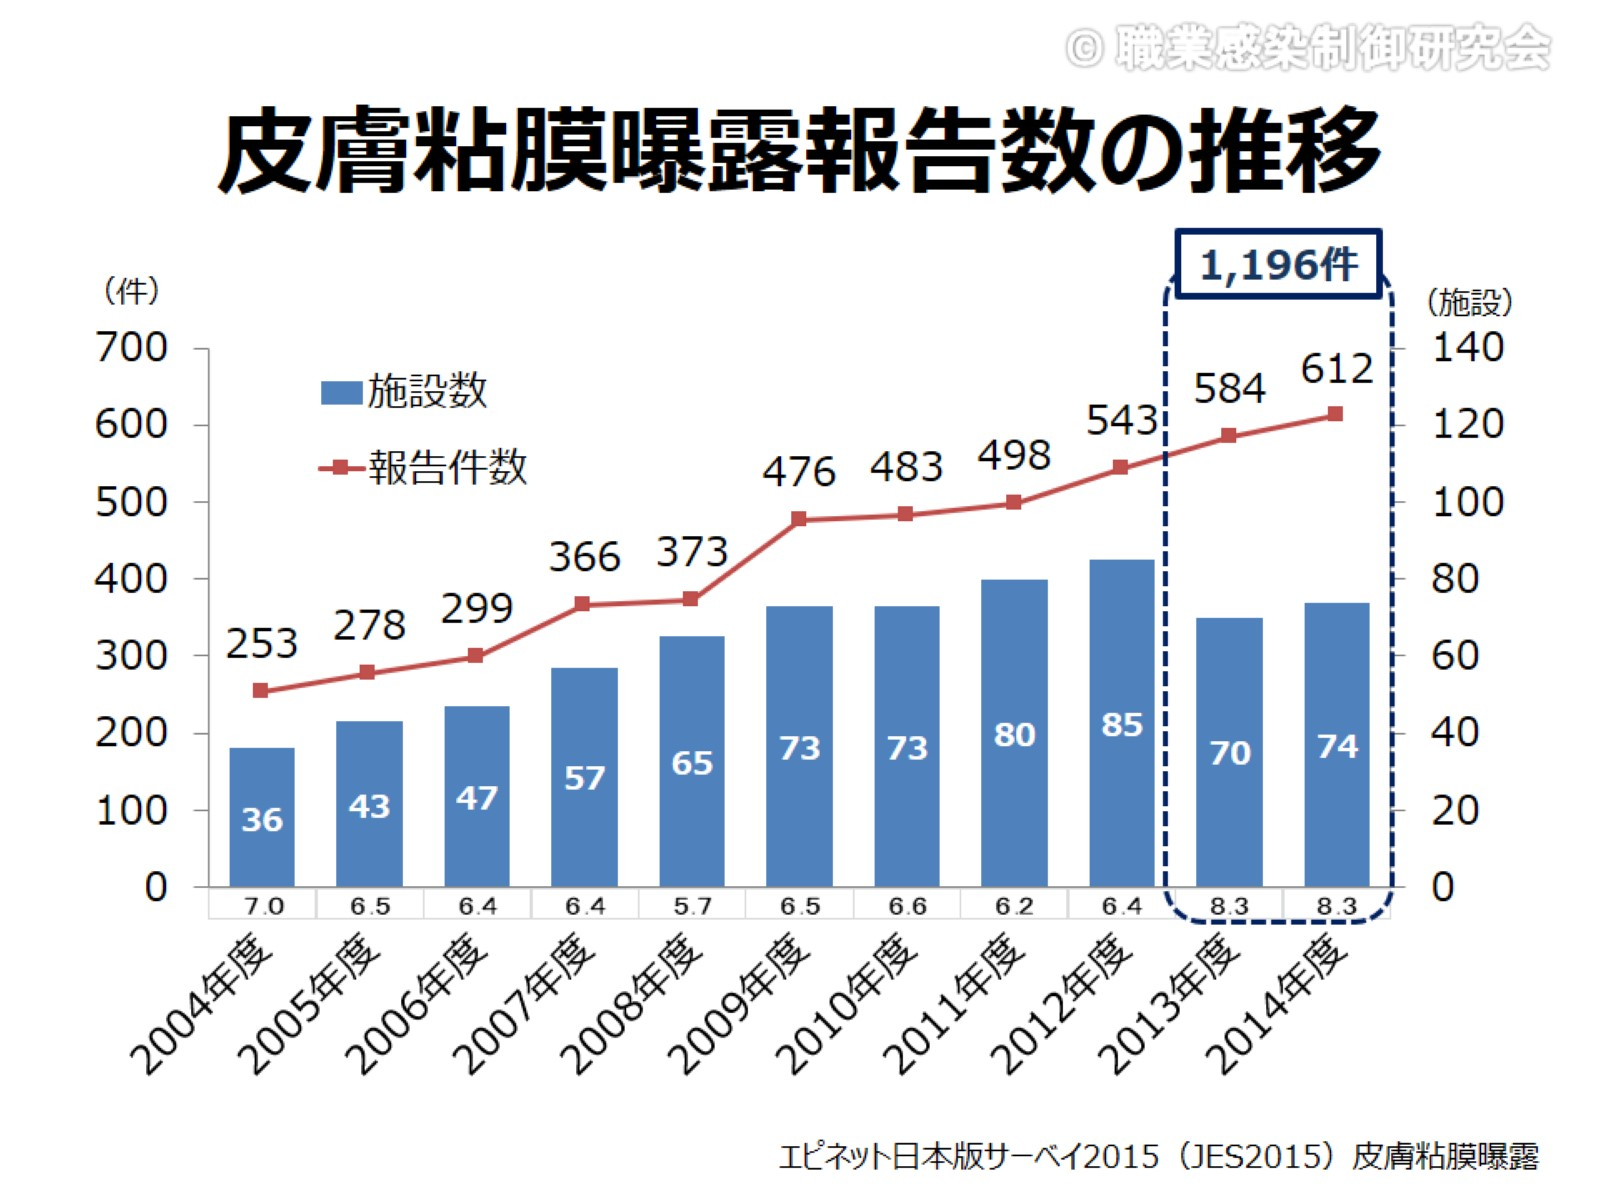 © 職業感染制御研究会
皮膚粘膜曝露報告数の推移
1,196件
（件）
（施設）
700
600
500
400
300
200
100
0
140
120
100
80
60
40
20
0
施設数
報告件数
253
278
299
366
373
476
483
498
543
584
612
36
43
47
57
65
73
73
80
85
70
74
7.0 6.5 6.4 6.4 5.7 6.5 6.6 6.2 6.4 8.3 8.3
2004年度
2005年度
2006年度
2007年度
2008年度
2009年度
2010年度
2011年度
2012年度
2013年度
2014年度
エピネット日本版サーベイ2015（JES2015）皮膚粘膜曝露